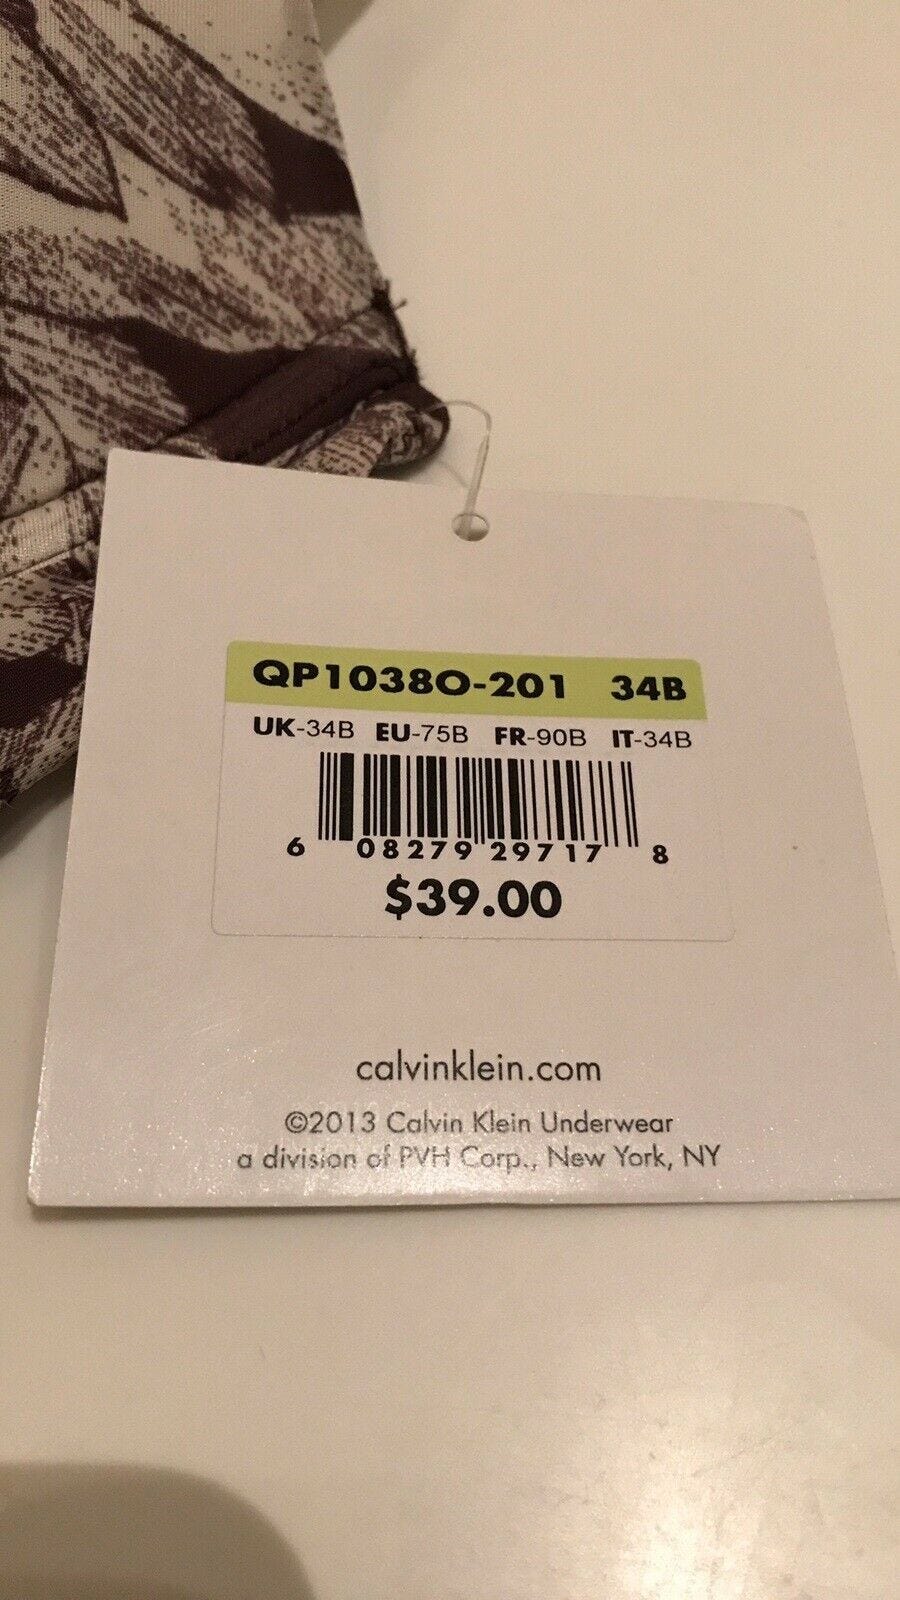 QP1038O-201 34B
UK-34B EU-75B FR-90B IT-34B
6 08279 29717 8
$39.00
calvinklein.com
©2013 Calvin Klein Underwear
a division of PVH Corp., New York, NY